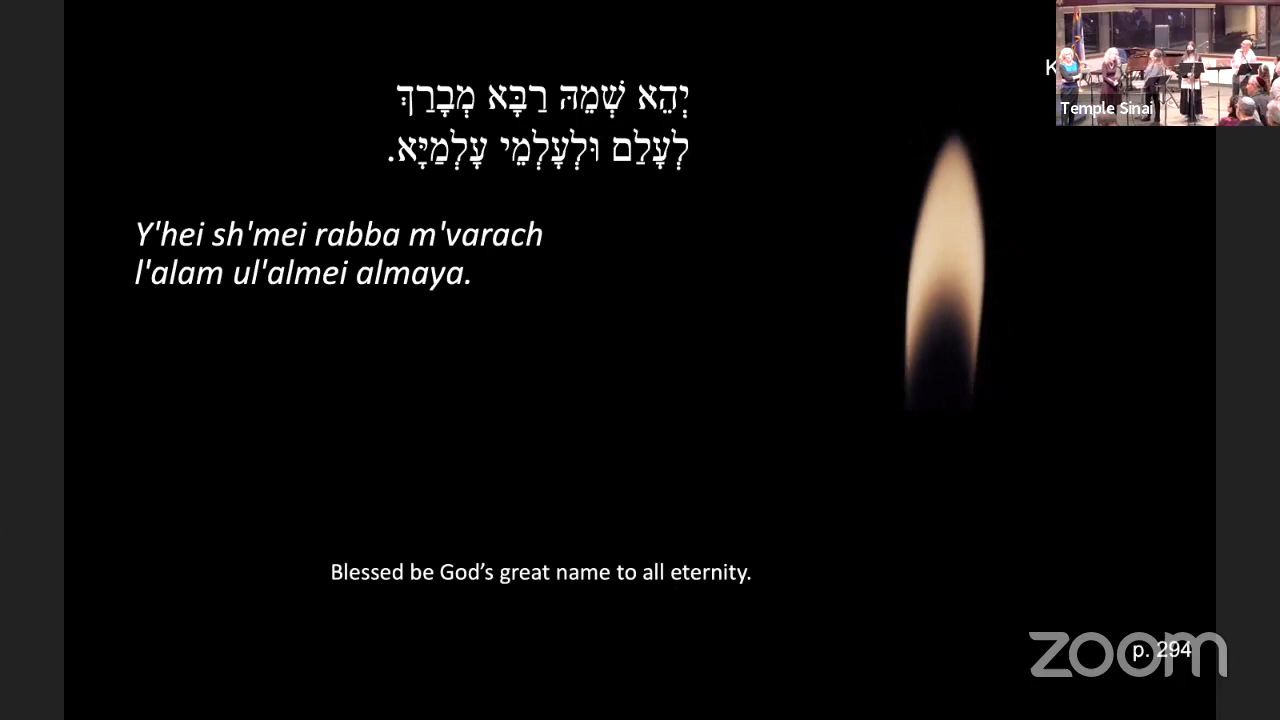 יְהֵא שְׁמֵהּ רַבָּא מְבָרַךְ
לְעָלַם וּלְעָלְמֵי עָלְמַיָּא.
Y'hei sh'mei rabba m'varach
l'alam ul'almei almaya.
Blessed be God’s great name to all eternity.
p. 294
zoom
K
Temple Sinai